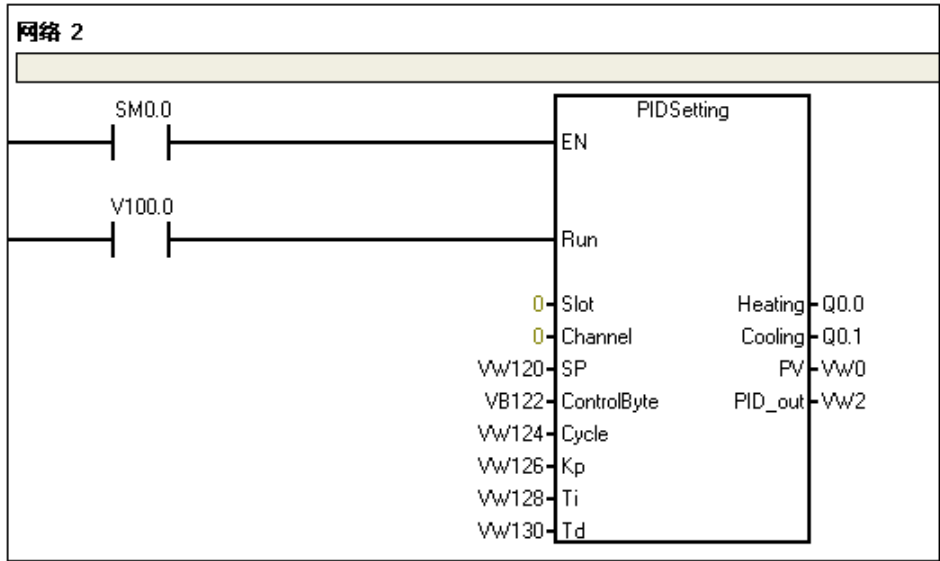 网络 2
SM0.0
PIDSetting
EN
V100.0
Run
0 Slot Heating Q0.0
0 Channel Cooling Q0.1
VW120 SP PV VW0
VB122 ControlByte PID_out VW2
VW124 Cycle
VW126 Kp
VW128 Ti
VW130 Td